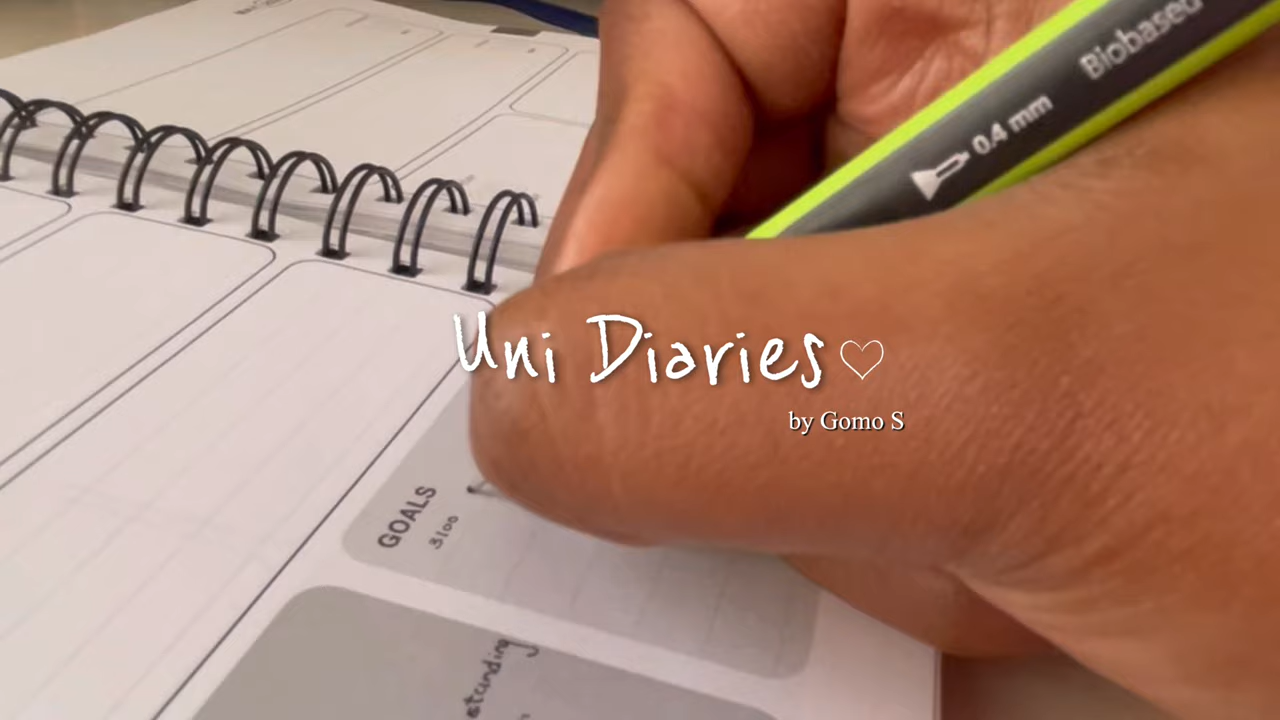 Biobased
0.4 mm
Uni Diaries♡
by Gomo S
GOALS
3100
standing